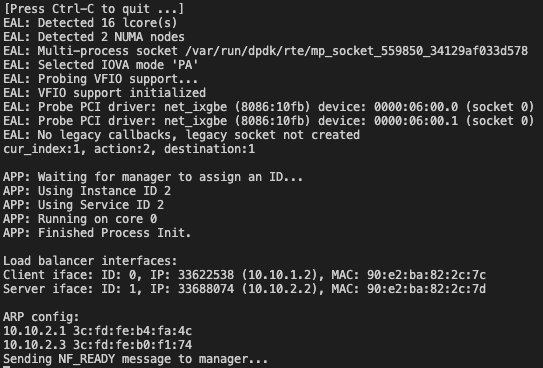 [Press Ctrl-C to quit ...]
EAL: Detected 16 lcore(s)
EAL: Detected 2 NUMA nodes
EAL: Multi-process socket /var/run/dpdk/rte/mp_socket_559850_34129af033d578
EAL: Selected IOVA mode 'PA'
EAL: Probing VFIO support...
EAL: VFIO support initialized
EAL: Probe PCI driver: net_ixgbe (8086:10fb) device: 0000:06:00.0 (socket 0)
EAL: Probe PCI driver: net_ixgbe (8086:10fb) device: 0000:06:00.1 (socket 0)
EAL: No legacy callbacks, legacy socket not created
cur_index:1, action:2, destination:1
APP: Waiting for manager to assign an ID...
APP: Using Instance ID 2
APP: Using Service ID 2
APP: Running on core 0
APP: Finished Process Init.
Load balancer interfaces:
Client iface: ID: 0, IP: 33622538 (10.10.1.2), MAC: 90:e2:ba:82:2c:7c
Server iface: ID: 1, IP: 33688074 (10.10.2.2), MAC: 90:e2:ba:82:2c:7d
ARP config:
10.10.2.1 3c:fd:fe:b4:fa:4c
10.10.2.3 3c:fd:fe:b0:f1:74
Sending NF_READY message to manager...